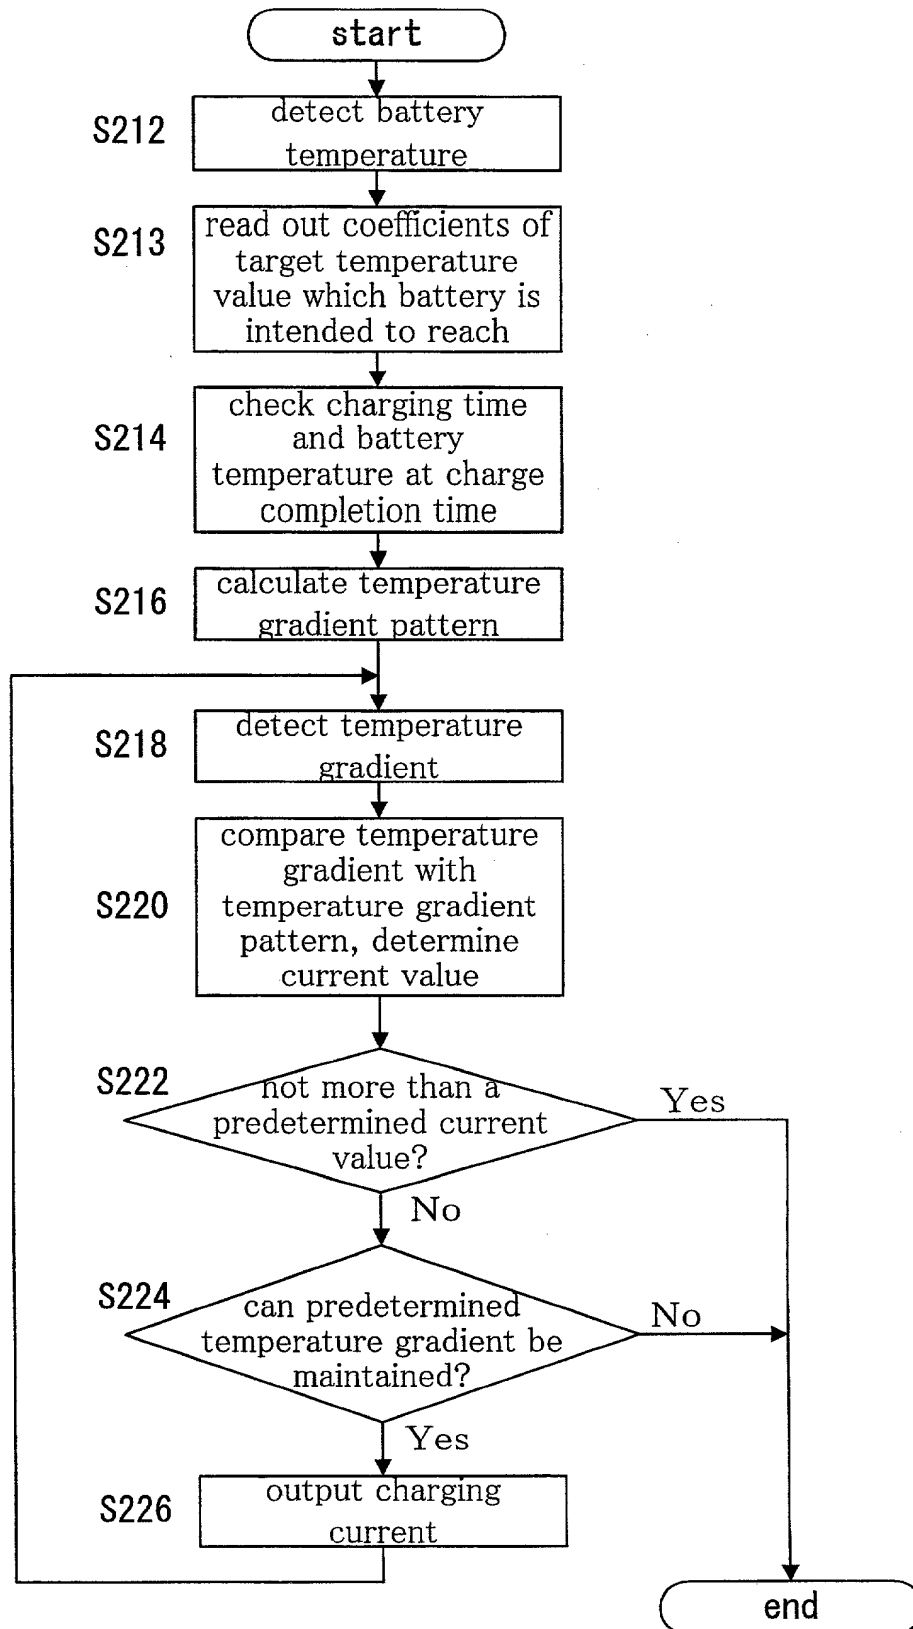 start
S212
detect battery
temperature
S213
read out coefficients of
target temperature
value which battery is
intended to reach
S214
check charging time
and battery
temperature at charge
completion time
S216
calculate temperature
gradient pattern
S218
detect temperature
gradient
S220
compare temperature
gradient with
temperature gradient
pattern, determine
current value
S222
not more than a
predetermined current
value?
Yes
No
S224
can predetermined
temperature gradient be
maintained?
No
Yes
S226
output charging
current
end